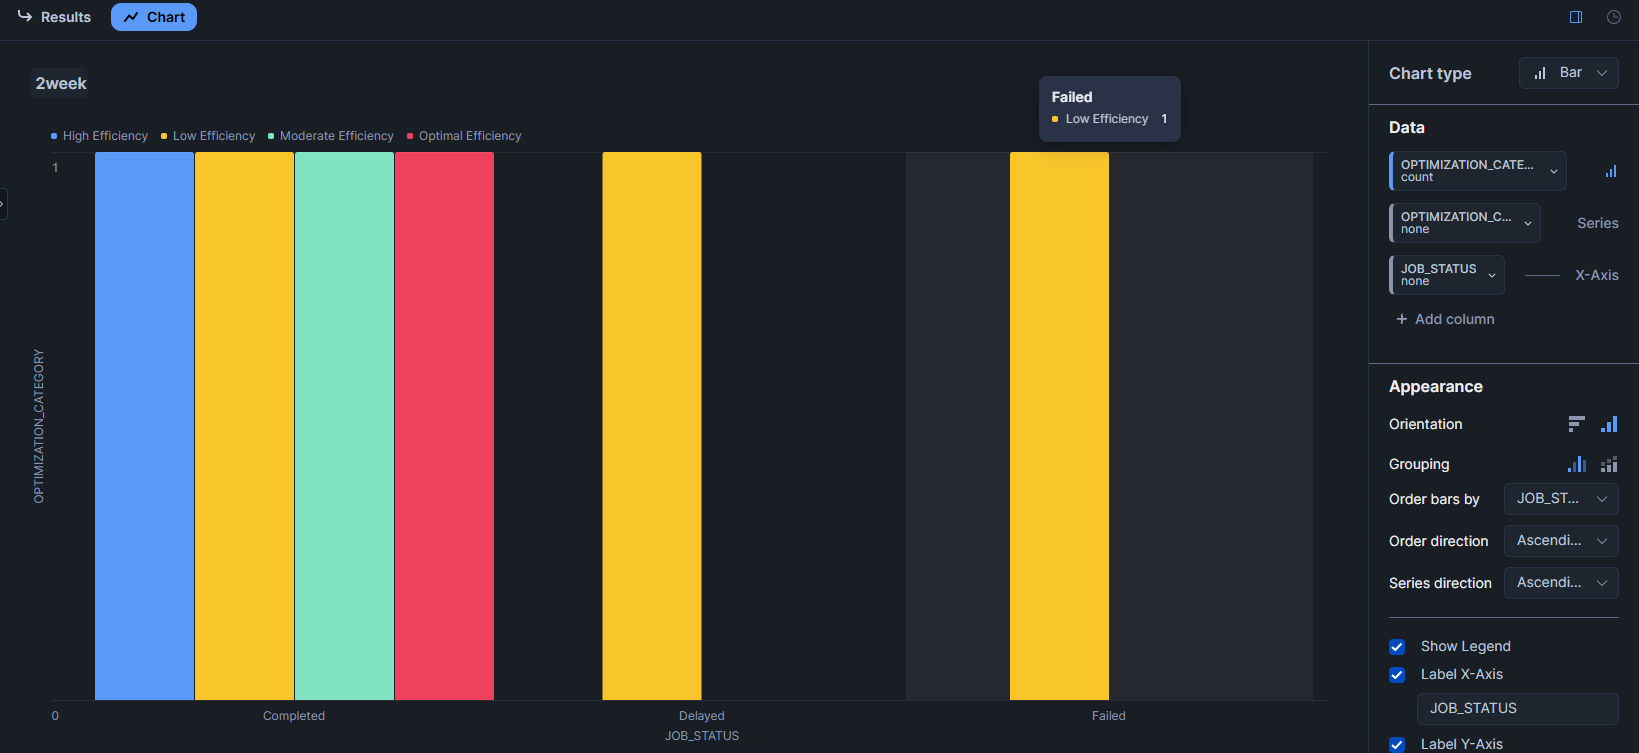 Results
Chart
2week
Failed
Low Efficiency 1
High Efficiency Low Efficiency Moderate Efficiency Optimal Efficiency
1
OPTIMIZATION_CATEGORY
0
Completed Delayed Failed
JOB_STATUS
Chart type Bar
Data
OPTIMIZATION_CATE...
count
OPTIMIZATION_C...
none
Series
JOB_STATUS
none
X-Axis
+ Add column
Appearance
Orientation
Grouping
Order bars by JOB_ST...
Order direction Ascendi...
Series direction Ascendi...
Show Legend
Label X-Axis
JOB_STATUS
Label Y-Axis